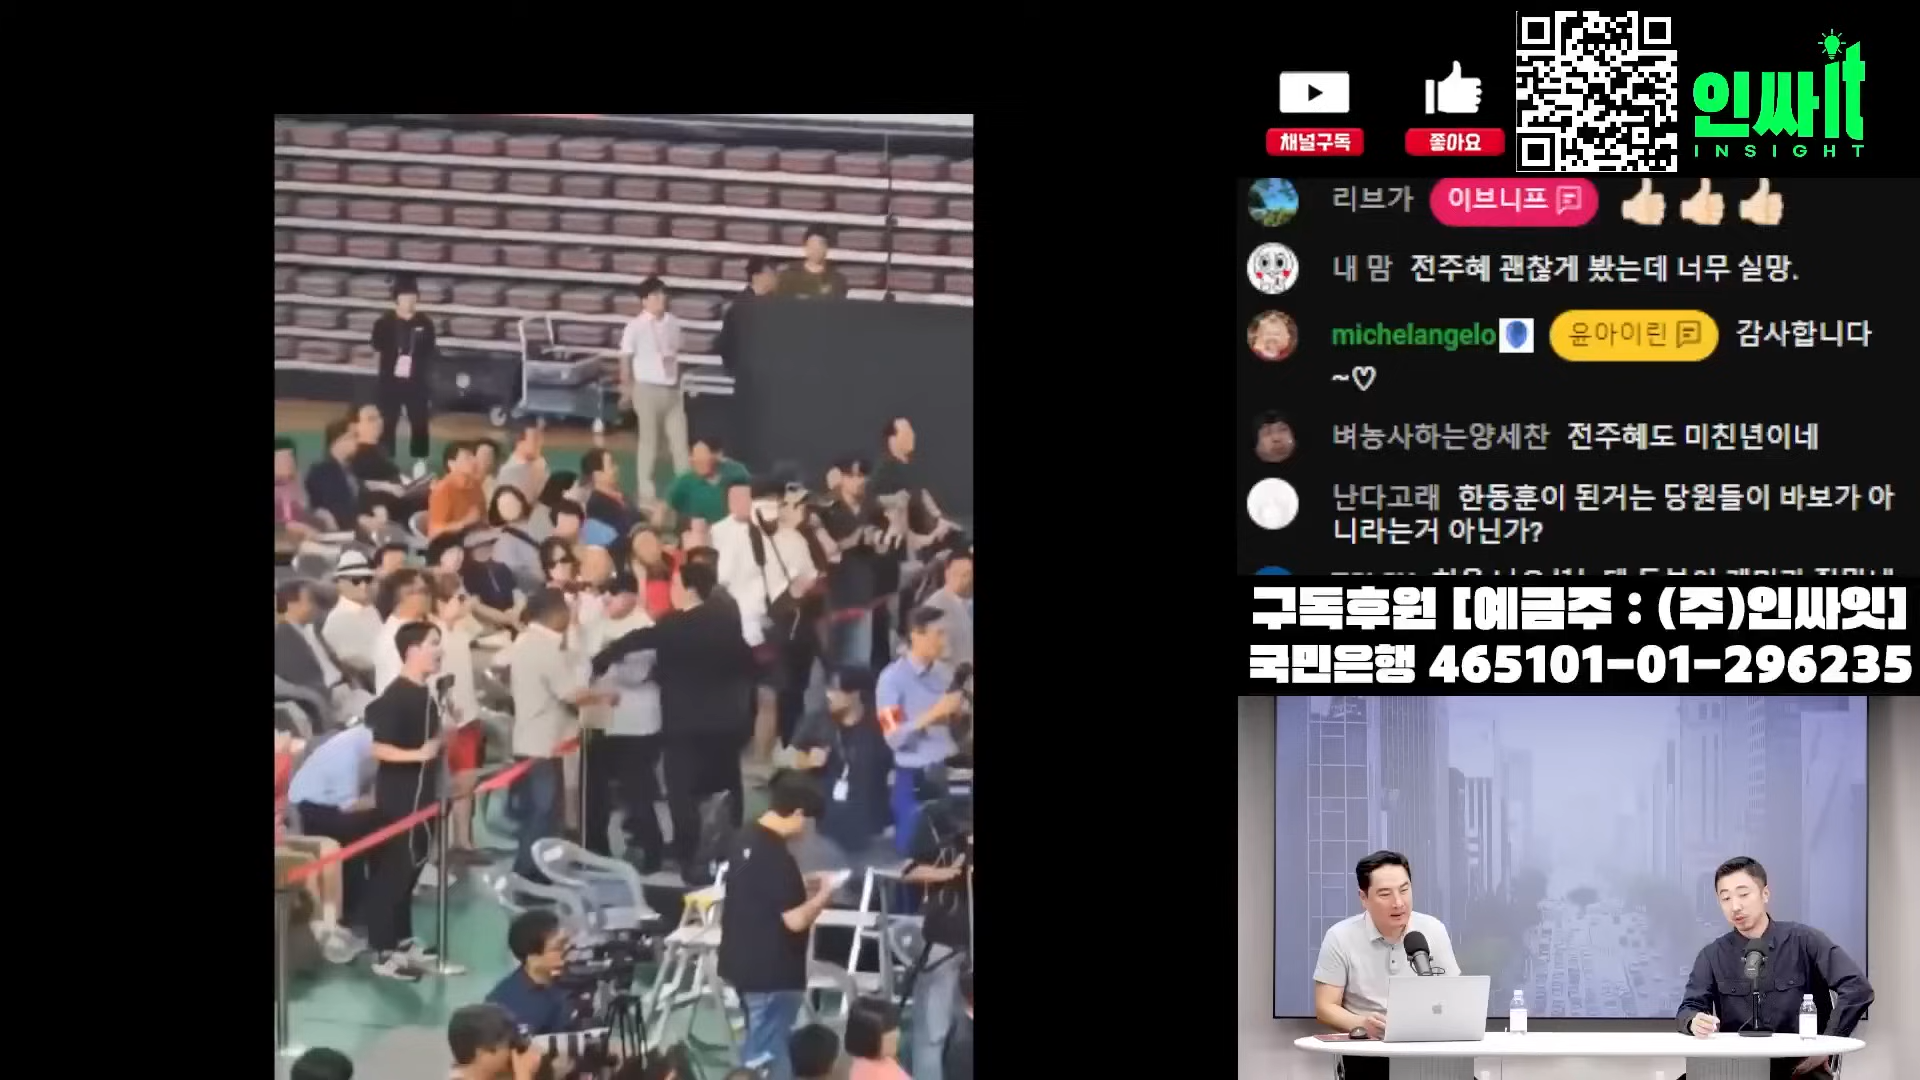 인싸it
INSIGHT
채널구독
좋아요
리브가 이브니프 👍🏻👍🏻👍🏻
내 맘 전주혜 괜찮게 봤는데 너무 실망.
michelangelo 윤아이린 감사합니다
~♡
벼농사하는양세찬 전주혜도 미친년이네
난다고래 한동훈이 된거는 당원들이 바보가 아
니라는거 아닌가?
구독후원 [예금주 : (주)인싸잇]
국민은행 465101-01-296235